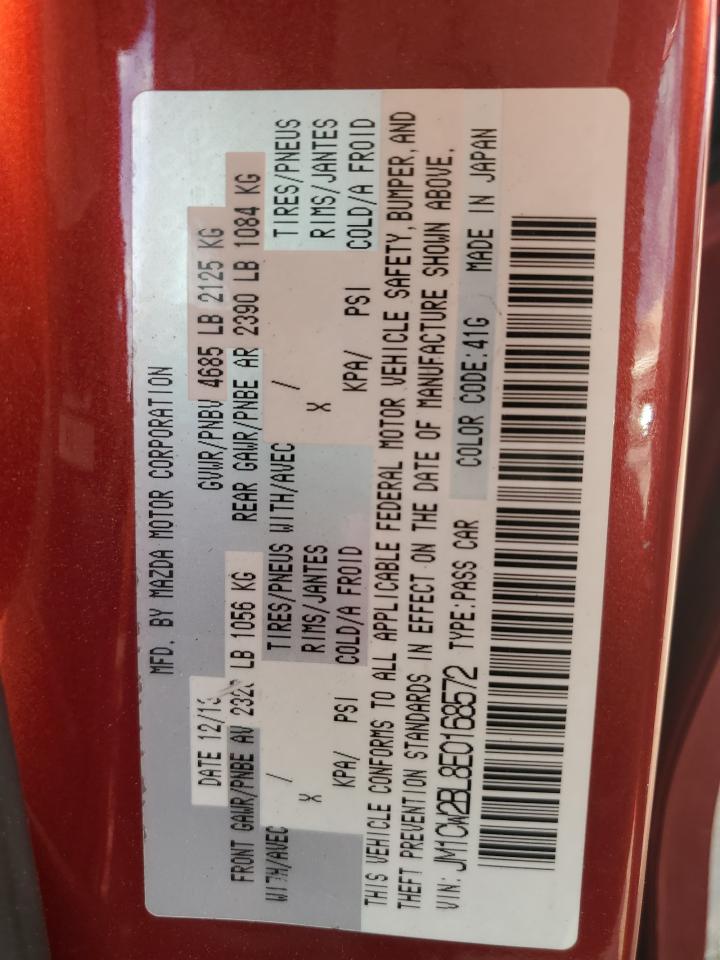 MFD. BY MAZDA MOTOR CORPORATION
DATE 12/13 GVWR/PNBV 4685 LB 2125 KG
FRONT GAWR/PNBE AV LB 1056 KG REAR GAWR/PNBE AR 2390 LB 1084 KG
WITH/AVEC / TIRES/PNEUS WITH/AVEC / TIRES/PNEUS
X RIMS/JANTES X RIMS/JANTES
KPA/ PSI COLD/A FROID KPA/ PSI COLD/A FROID
THIS VEHICLE CONFORMS TO ALL APPLICABLE FEDERAL MOTOR VEHICLE SAFETY, BUMPER, AND
THEFT PREVENTION STANDARDS IN EFFECT ON THE DATE OF MANUFACTURE SHOWN ABOVE.
VIN: JM1CW2BL8E0168572 TYPE:PASS CAR COLOR CODE:41G MADE IN JAPAN